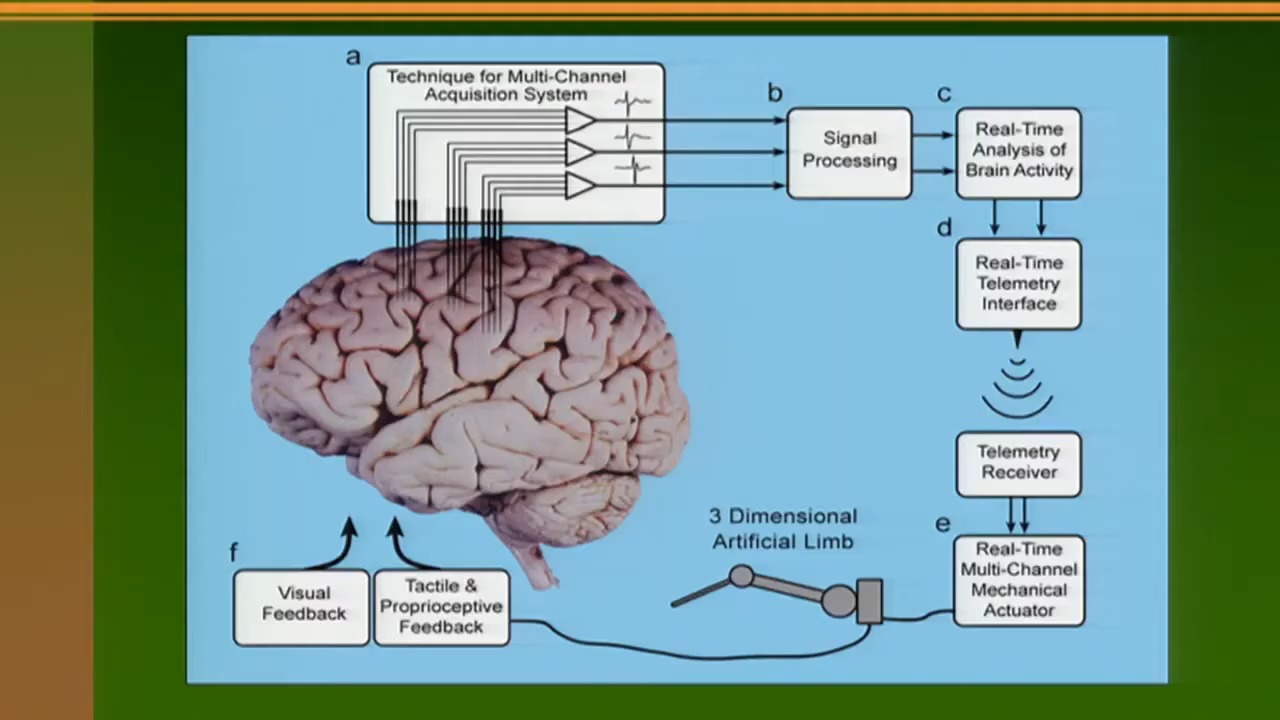 a
Technique for Multi-Channel
Acquisition System
b
Signal
Processing
c
Real-Time
Analysis of
Brain Activity
d
Real-Time
Telemetry
Interface
Telemetry
Receiver
e
Real-Time
Multi-Channel
Mechanical
Actuator
3 Dimensional
Artificial Limb
f
Visual
Feedback
Tactile &
Proprioceptive
Feedback